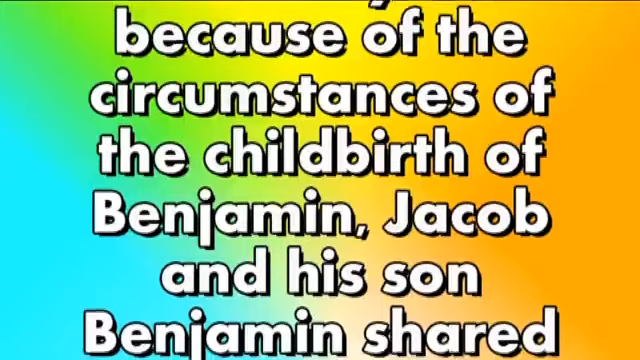 because of the
circumstances of
the childbirth of
Benjamin, Jacob
and his son
Benjamin shared